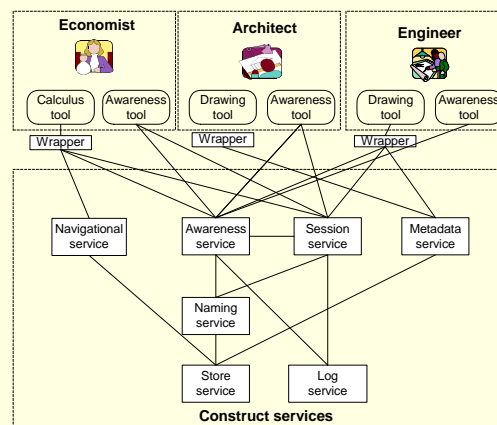 Economist
Architect
Engineer
Calculus
tool
Awareness
tool
Drawing
tool
Awareness
tool
Drawing
tool
Awareness
tool
Wrapper
Wrapper
Wrapper
Navigational
service
Awareness
service
Session
service
Metadata
service
Naming
service
Store
service
Log
service
Construct services